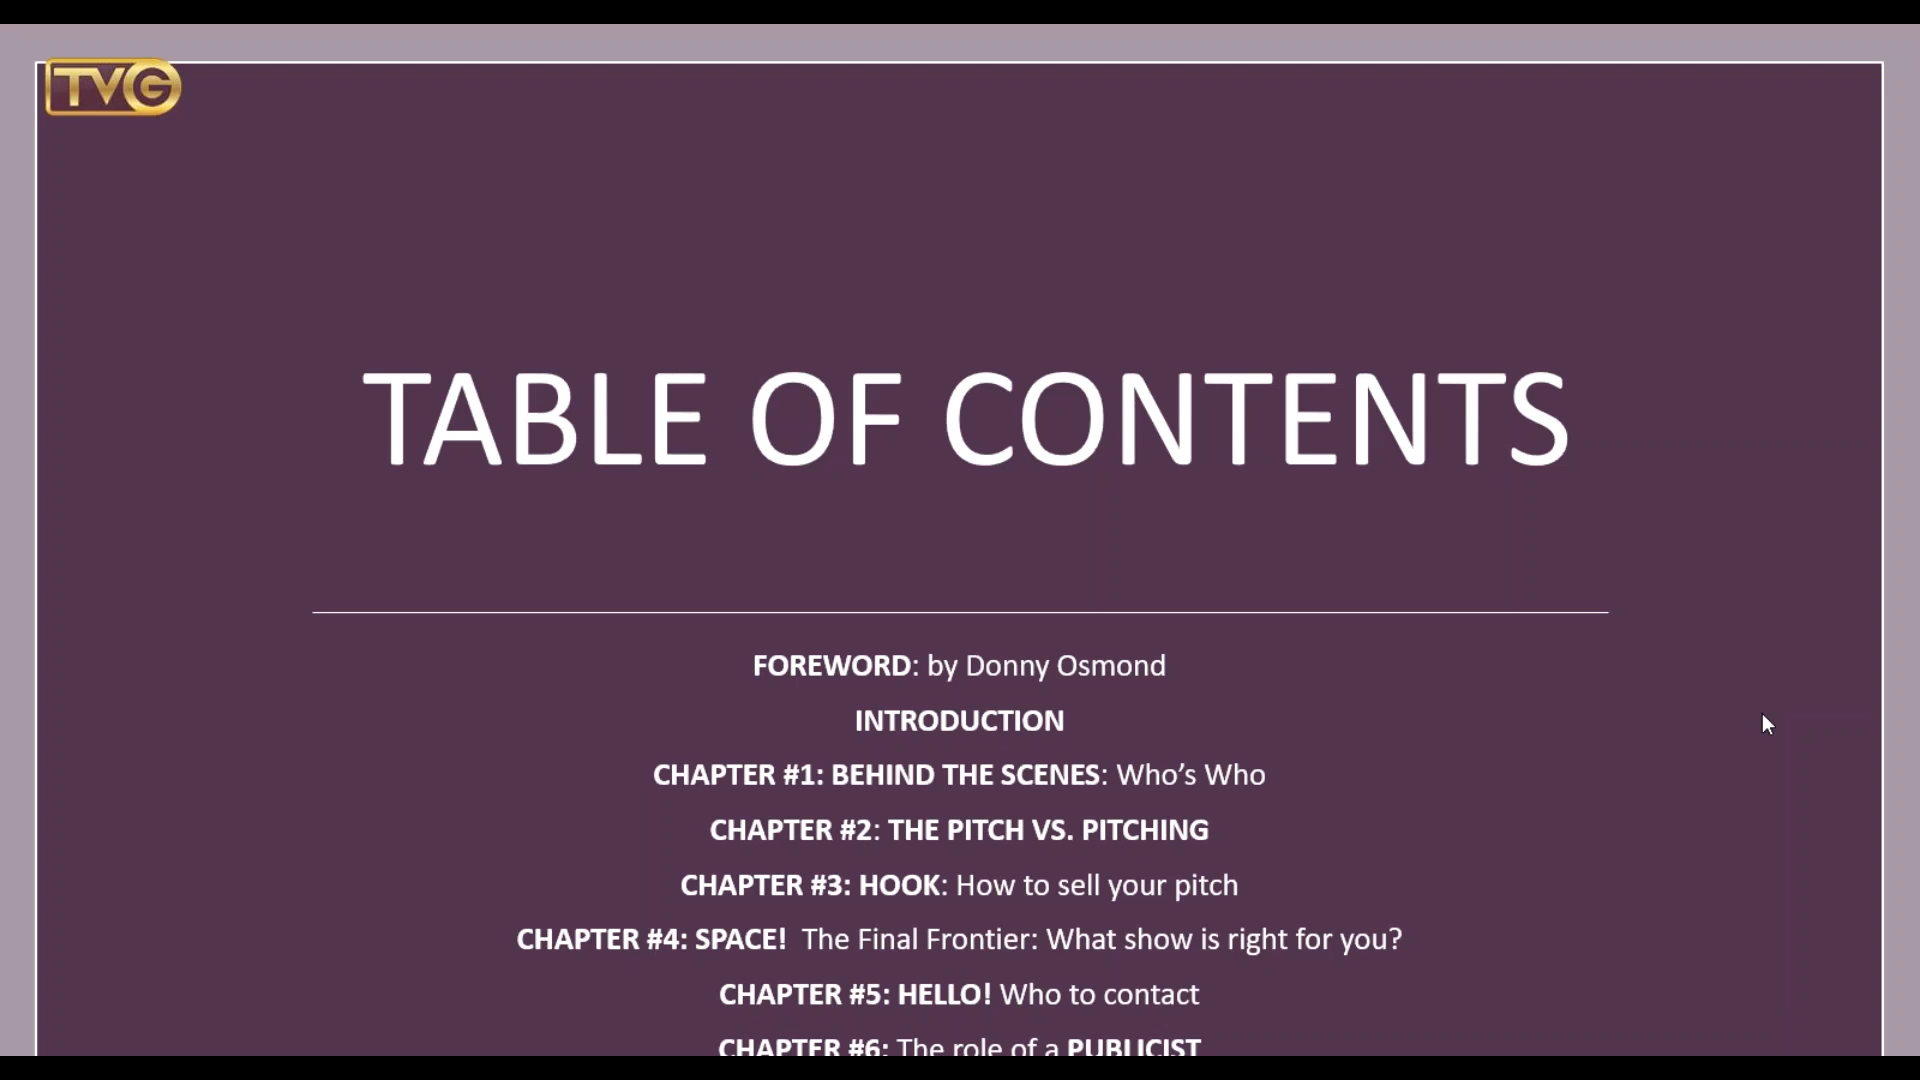 TVG
TABLE OF CONTENTS
FOREWORD: by Donny Osmond
INTRODUCTION
CHAPTER #1: BEHIND THE SCENES: Who’s Who
CHAPTER #2: THE PITCH VS. PITCHING
CHAPTER #3: HOOK: How to sell your pitch
CHAPTER #4: SPACE!  The Final Frontier: What show is right for you?
CHAPTER #5: HELLO! Who to contact
CHAPTER #6: The role of a PUBLICIST